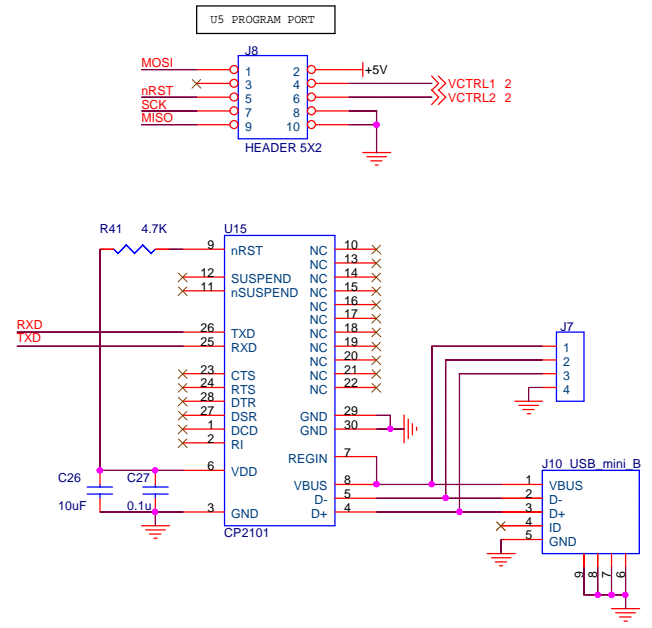 U5 PROGRAM PORT
J8
MOSI 1 2 +5V
3 4 VCTRL1 2
nRST 5 6 VCTRL2 2
SCK 7 8
MISO 9 10
HEADER 5X2
R41 4.7K
U15
9 nRST NC 10
NC 13
12 SUSPEND NC 14
11 nSUSPEND NC 15
NC 16
NC 17
RXD 26 TXD NC 18
TXD 25 RXD NC 19
NC 20
23 CTS NC 21
24 RTS NC 22
28 DTR
27 DSR GND 29
1 DCD GND 30
2 RI
REGIN 7
6 VDD
VBUS 8
D- 5
3 GND D+ 4
CP2101
C26 C27
10uF 0.1u
J7
1
2
3
4
J10 USB_mini_B
1 VBUS
2 D-
3 D+
4 ID
5 GND
9 8 7 6